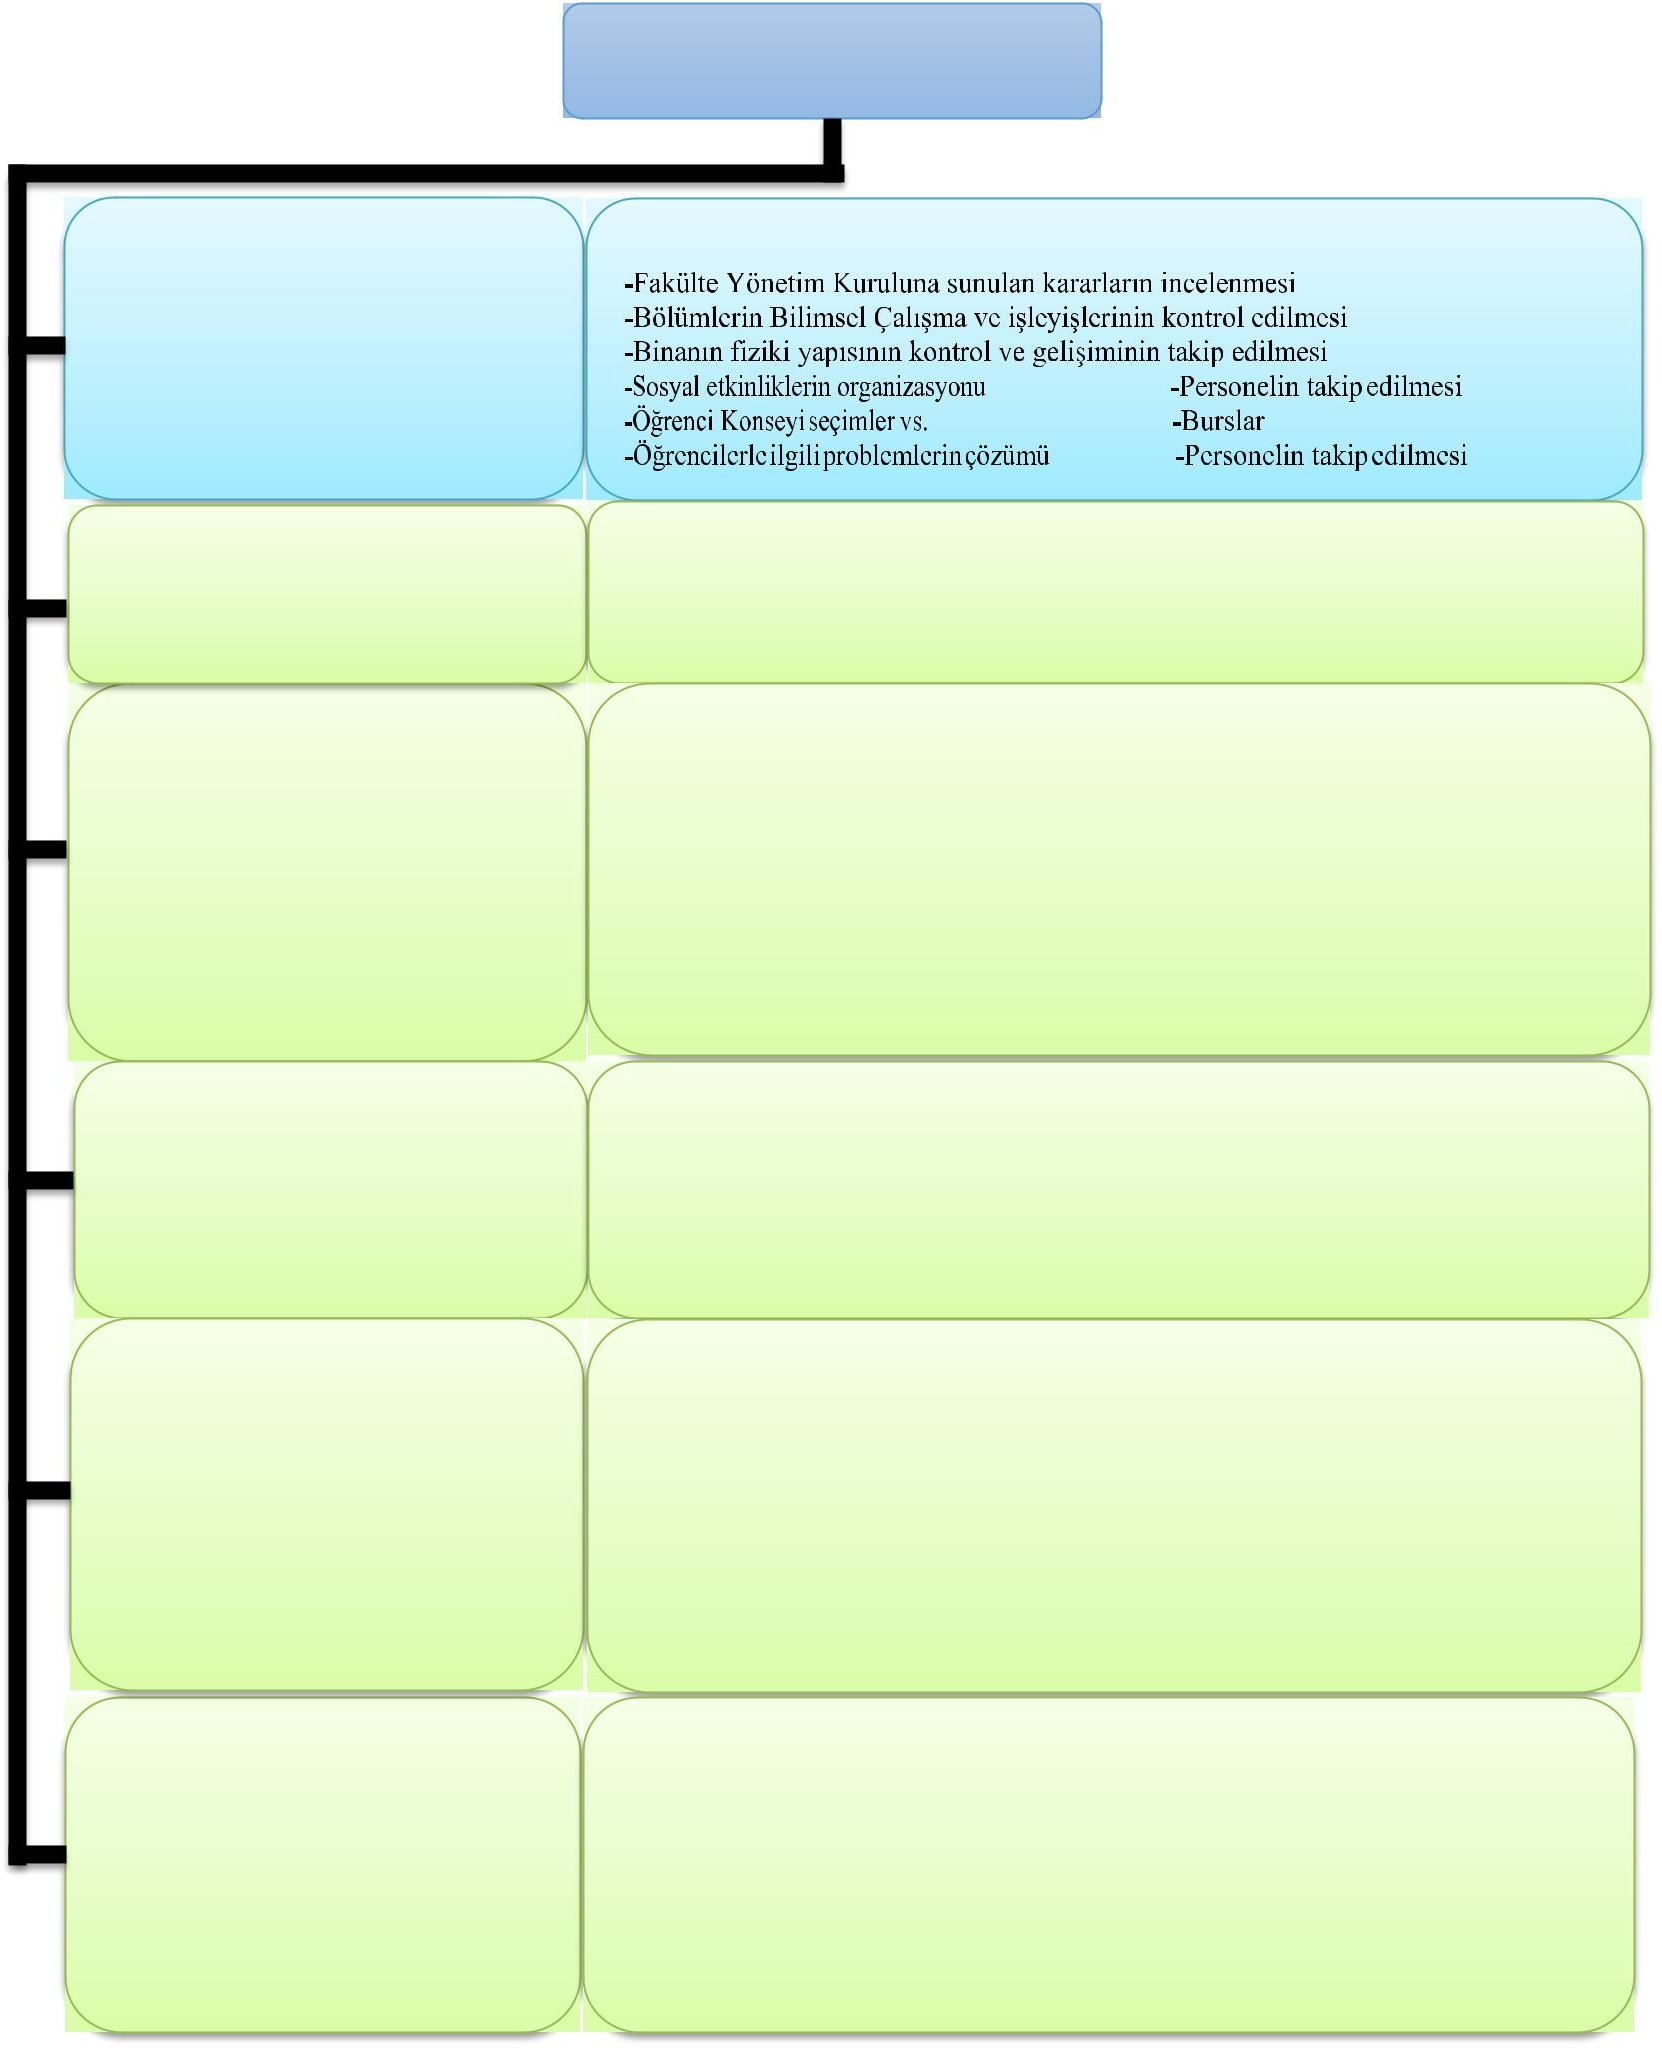 -Fakülte Yönetim Kuruluna sunulan kararların incelenmesi
-Bölümlerin Bilimsel Çalışma ve işleyişlerinin kontrol edilmesi
-Binanın fiziki yapısının kontrol ve gelişiminin takip edilmesi
-Sosyal etkinliklerin organizasyonu -Personelin takip edilmesi
-Öğrenci Konseyi seçimler vs. -Burslar
-Öğrencilerle ilgili problemlerin çözümü -Personelin takip edilmesi